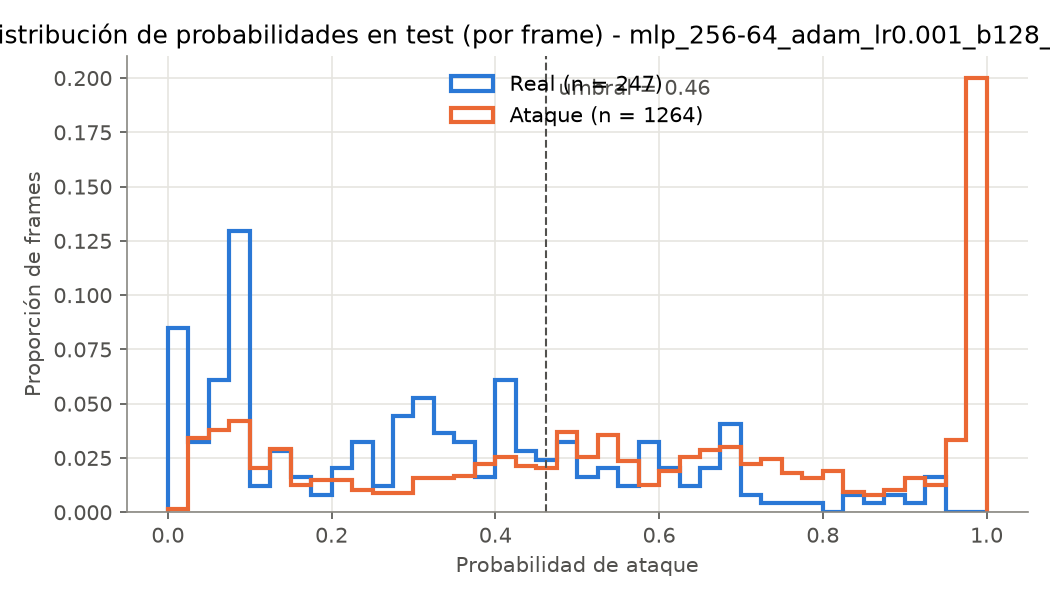 istribución de probabilidades en test (por frame) - mlp_256-64_adam_lr0.001_b128_
Real (n = 247)
umbral = 0.46
Ataque (n = 1264)
Proporción de frames
0.200
0.175
0.150
0.125
0.100
0.075
0.050
0.025
0.000
0.0 0.2 0.4 0.6 0.8 1.0
Probabilidad de ataque